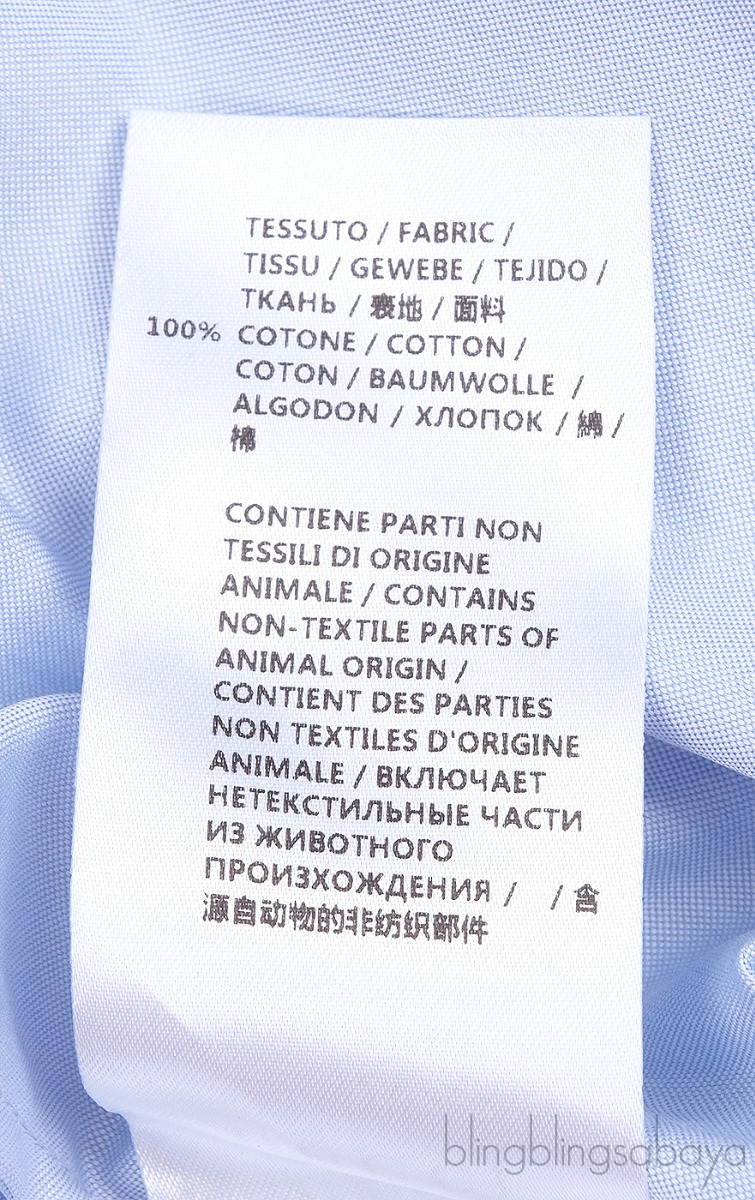 TESSUTO / FABRIC /
TISSU / GEWEBE / TEJIDO /
ТКАНЬ / 表地 / 面料
100% COTONE / COTTON /
COTON / BAUMWOLLE /
ALGODON / ХЛОПОК / 綿 /
棉
CONTIENE PARTI NON
TESSILI DI ORIGINE
ANIMALE / CONTAINS
NON-TEXTILE PARTS OF
ANIMAL ORIGIN /
CONTIENT DES PARTIES
NON TEXTILES D'ORIGINE
ANIMALE / ВКЛЮЧАЕТ
НЕТЕКСТИЛЬНЫЕ ЧАСТИ
ИЗ ЖИВОТНОГО
ПРОИЗХОЖДЕНИЯ / / 含
源自动物的非纺织部件
blingblingsabaya